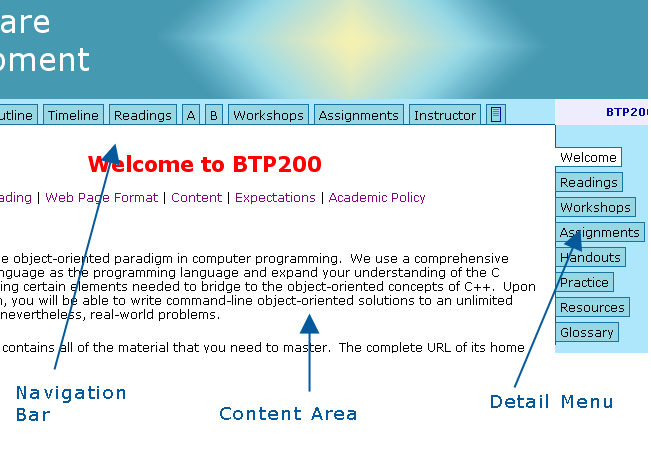 are
oment
utline Timeline Readings A B Workshops Assignments Instructor
BTP200
Welcome to BTP200
ading | Web Page Format | Content | Expectations | Academic Policy
e object-oriented paradigm in computer programming. We use a comprehensive
nguage as the programming language and expand your understanding of the C
ing certain elements needed to bridge to the object-oriented concepts of C++. Upon
n, you will be able to write command-line object-oriented solutions to an unlimited
nevertheless, real-world problems.
contains all of the material that you need to master. The complete URL of its home
Welcome
Readings
Workshops
Assignments
Handouts
Practice
Resources
Glossary
Navigation
Bar
Content Area
Detail Menu